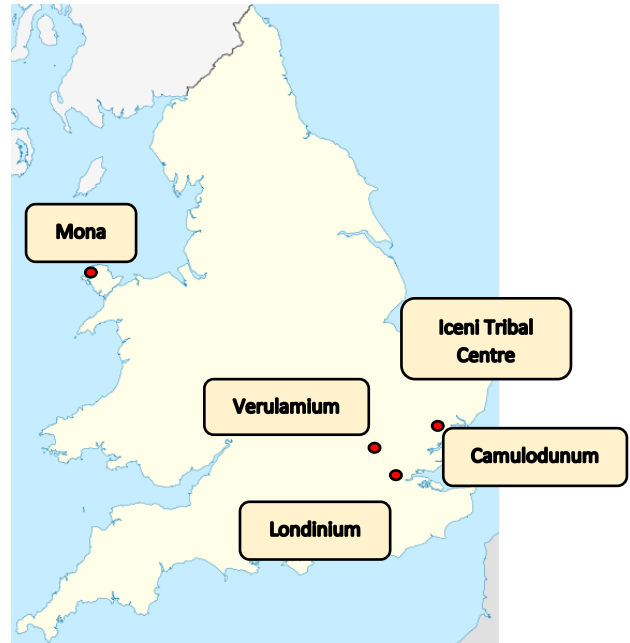 Mona
Iceni Tribal
Centre
Verulamium
Camulodunum
Londinium